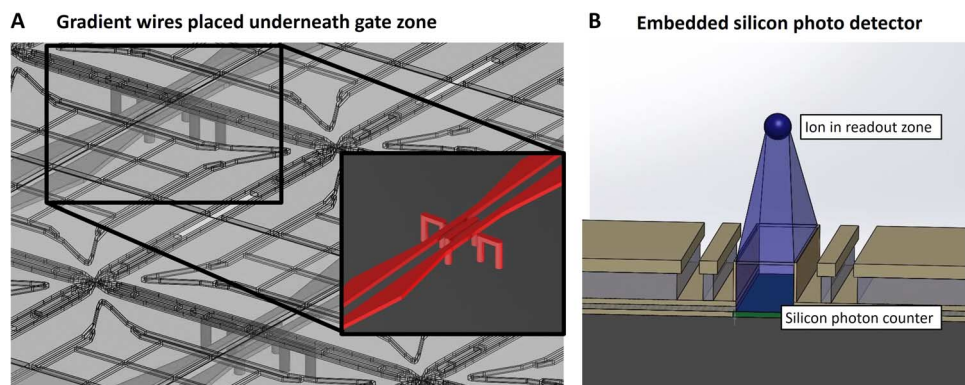 A Gradient wires placed underneath gate zone
B Embedded silicon photo detector
Ion in readout zone
Silicon photon counter